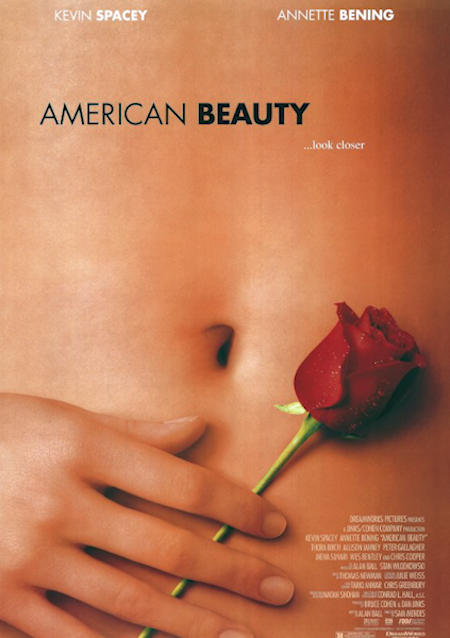 KEVIN SPACEY ANNETTE BENING
AMERICAN BEAUTY
...look closer
DREAMWORKS PICTURES PRESENTS
A JINKS/COHEN COMPANY PRODUCTION
KEVIN SPACEY ANNETTE BENING "AMERICAN BEAUTY"
THORA BIRCH ALLISON JANNEY PETER GALLAGHER
MENA SUVARI WES BENTLEY AND CHRIS COOPER
ALAN BALL STAN WLODKOWSKI
THOMAS NEWMAN JULIE WEISS
TARIQ ANWAR CHRIS GREENBURY
NAOMI SHOHAN CONRAD L. HALL, A.S.C.
BRUCE COHEN & DAN JINKS
ALAN BALL SAM MENDES
R
DREAMWORKS